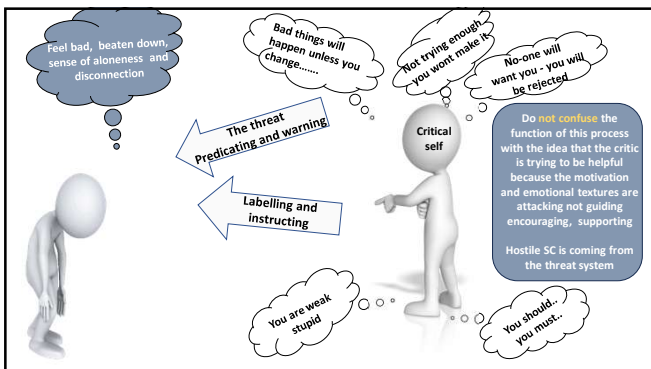 Feel bad, beaten down,
sense of aloneness and
disconnection
Bad things will
happen unless you
change.......
Not trying enough
you wont make it
No-one will
want you - you will
be rejected
The threat
Predicating and warning
Critical
self
Labelling and
instructing
Do not confuse the
function of this process
with the idea that the critic
is trying to be helpful
because the motivation
and emotional textures are
attacking not guiding
encouraging, supporting
Hostile SC is coming from
the threat system
You are weak
stupid
You should..
you must..